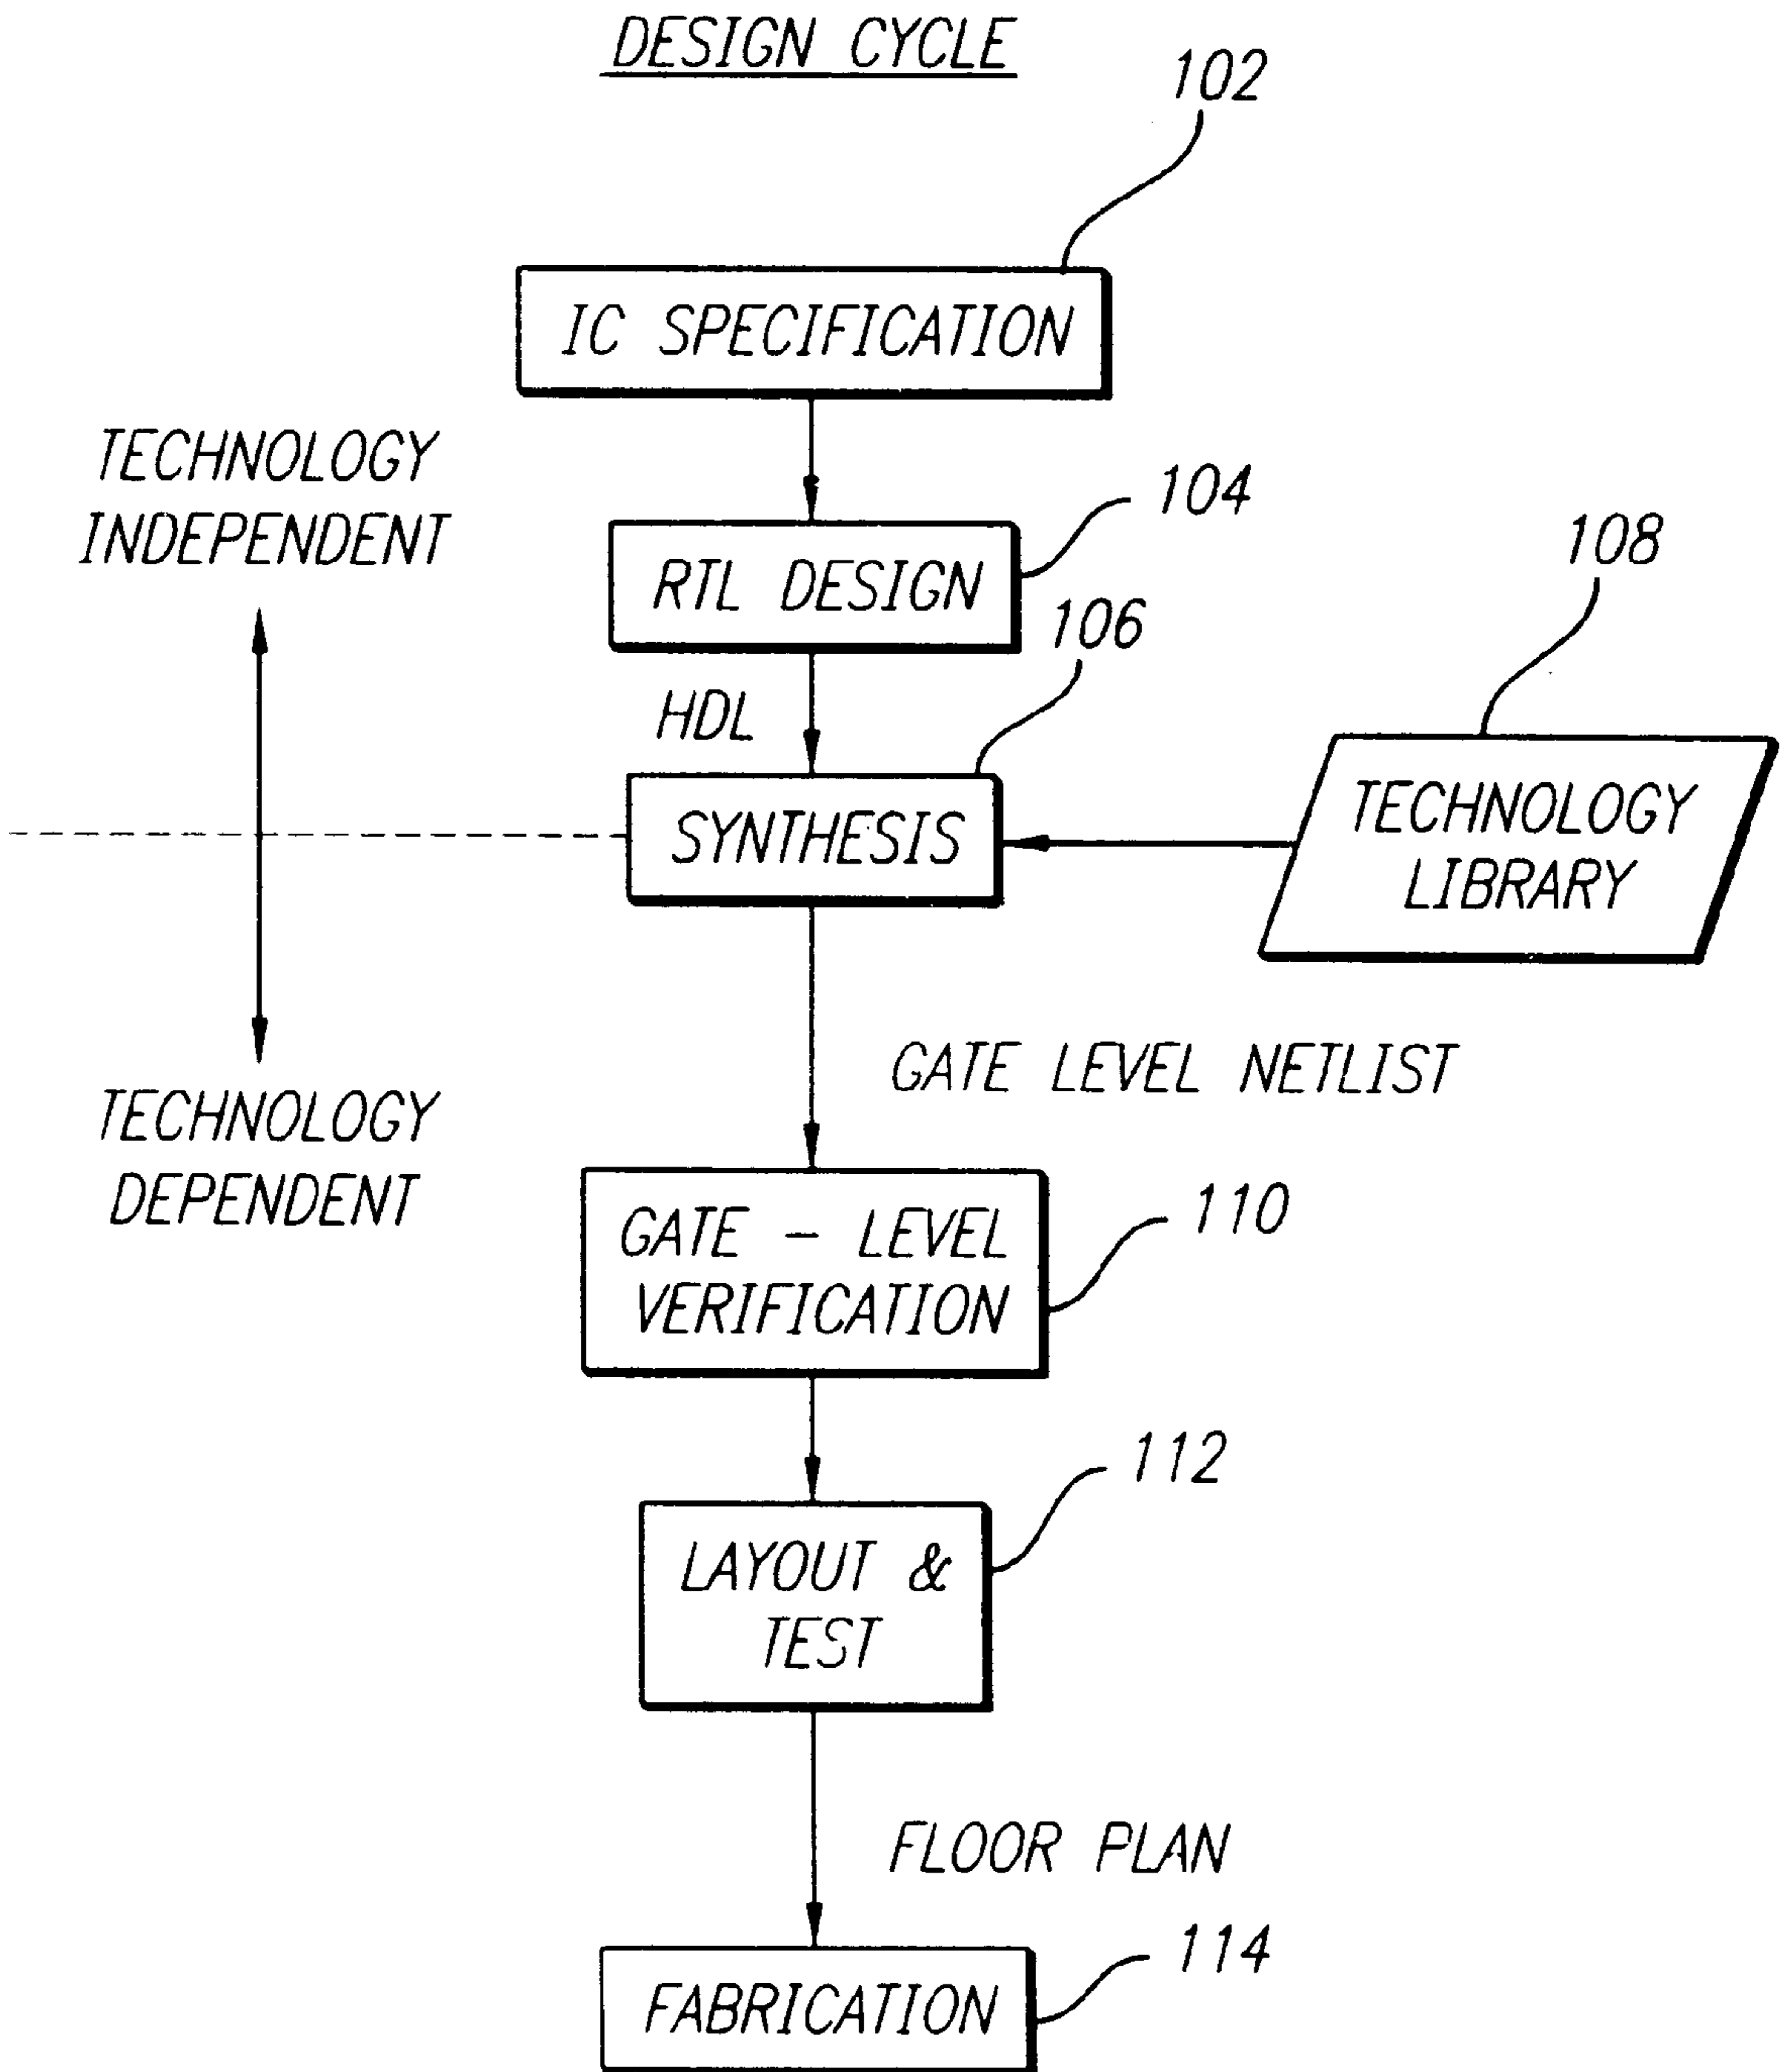 DESIGN CYCLE
102
IC SPECIFICATION
TECHNOLOGY
INDEPENDENT
104
RTL DESIGN
108
106
HDL
SYNTHESIS
TECHNOLOGY
LIBRARY
GATE LEVEL NETLIST
TECHNOLOGY
DEPENDENT
110
GATE - LEVEL
VERIFICATION
112
LAYOUT &
TEST
FLOOR PLAN
114
FABRICATION